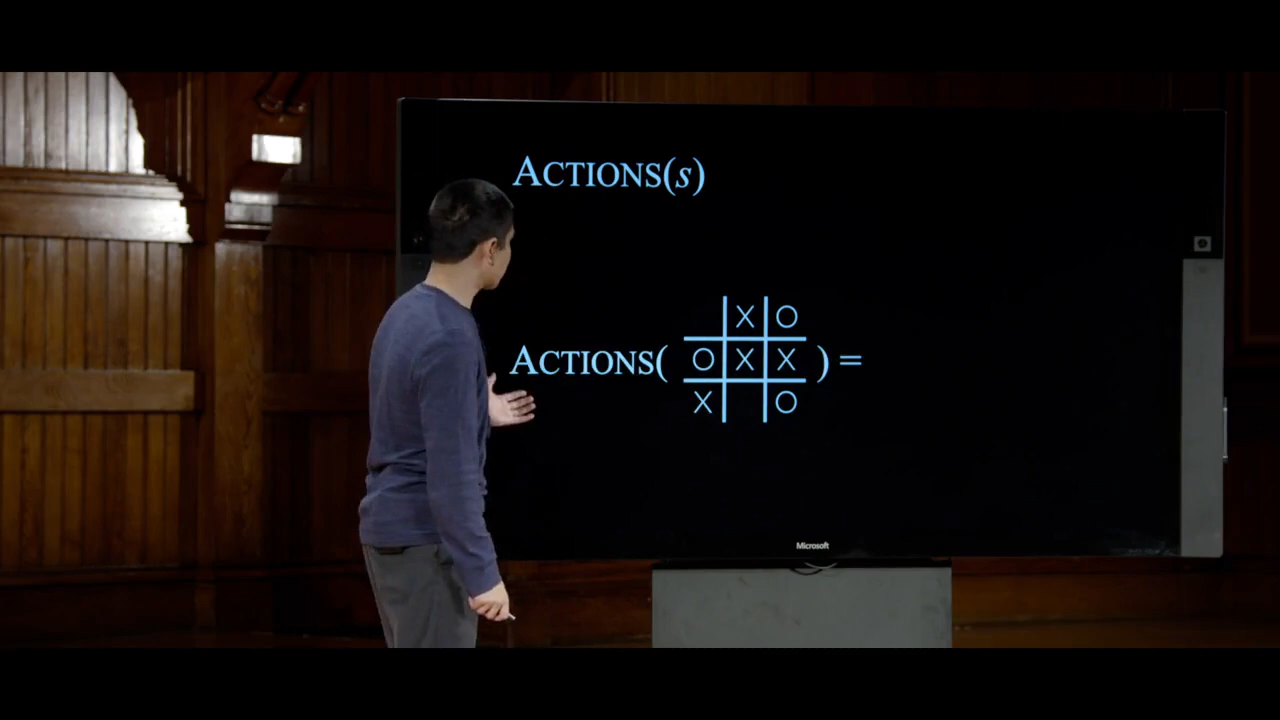 ACTIONS(s)
X O
ACTIONS( O X X ) =
X O
Microsoft